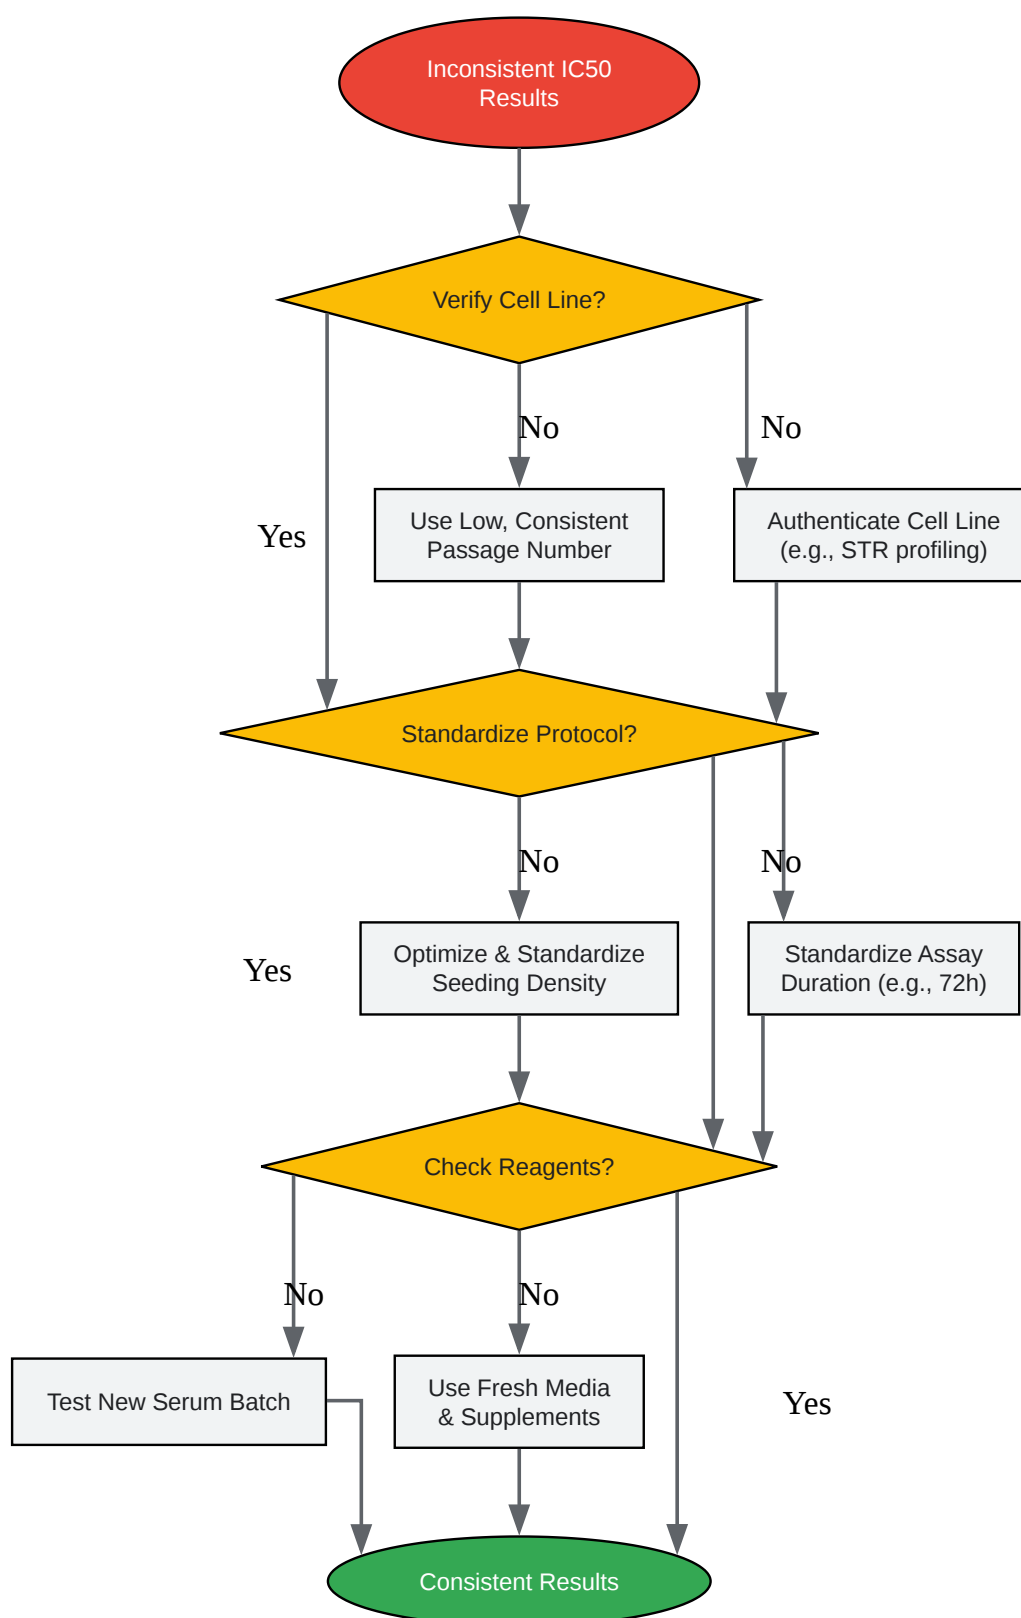 Inconsistent IC50
Results
Verify Cell Line?
No
No
Use Low, Consistent
Passage Number
Authenticate Cell Line
(e.g., STR profiling)
Yes
Standardize Protocol?
No
No
Optimize & Standardize
Seeding Density
Standardize Assay
Duration (e.g., 72h)
Yes
Check Reagents?
No
No
Test New Serum Batch
Use Fresh Media
& Supplements
Yes
Consistent Results